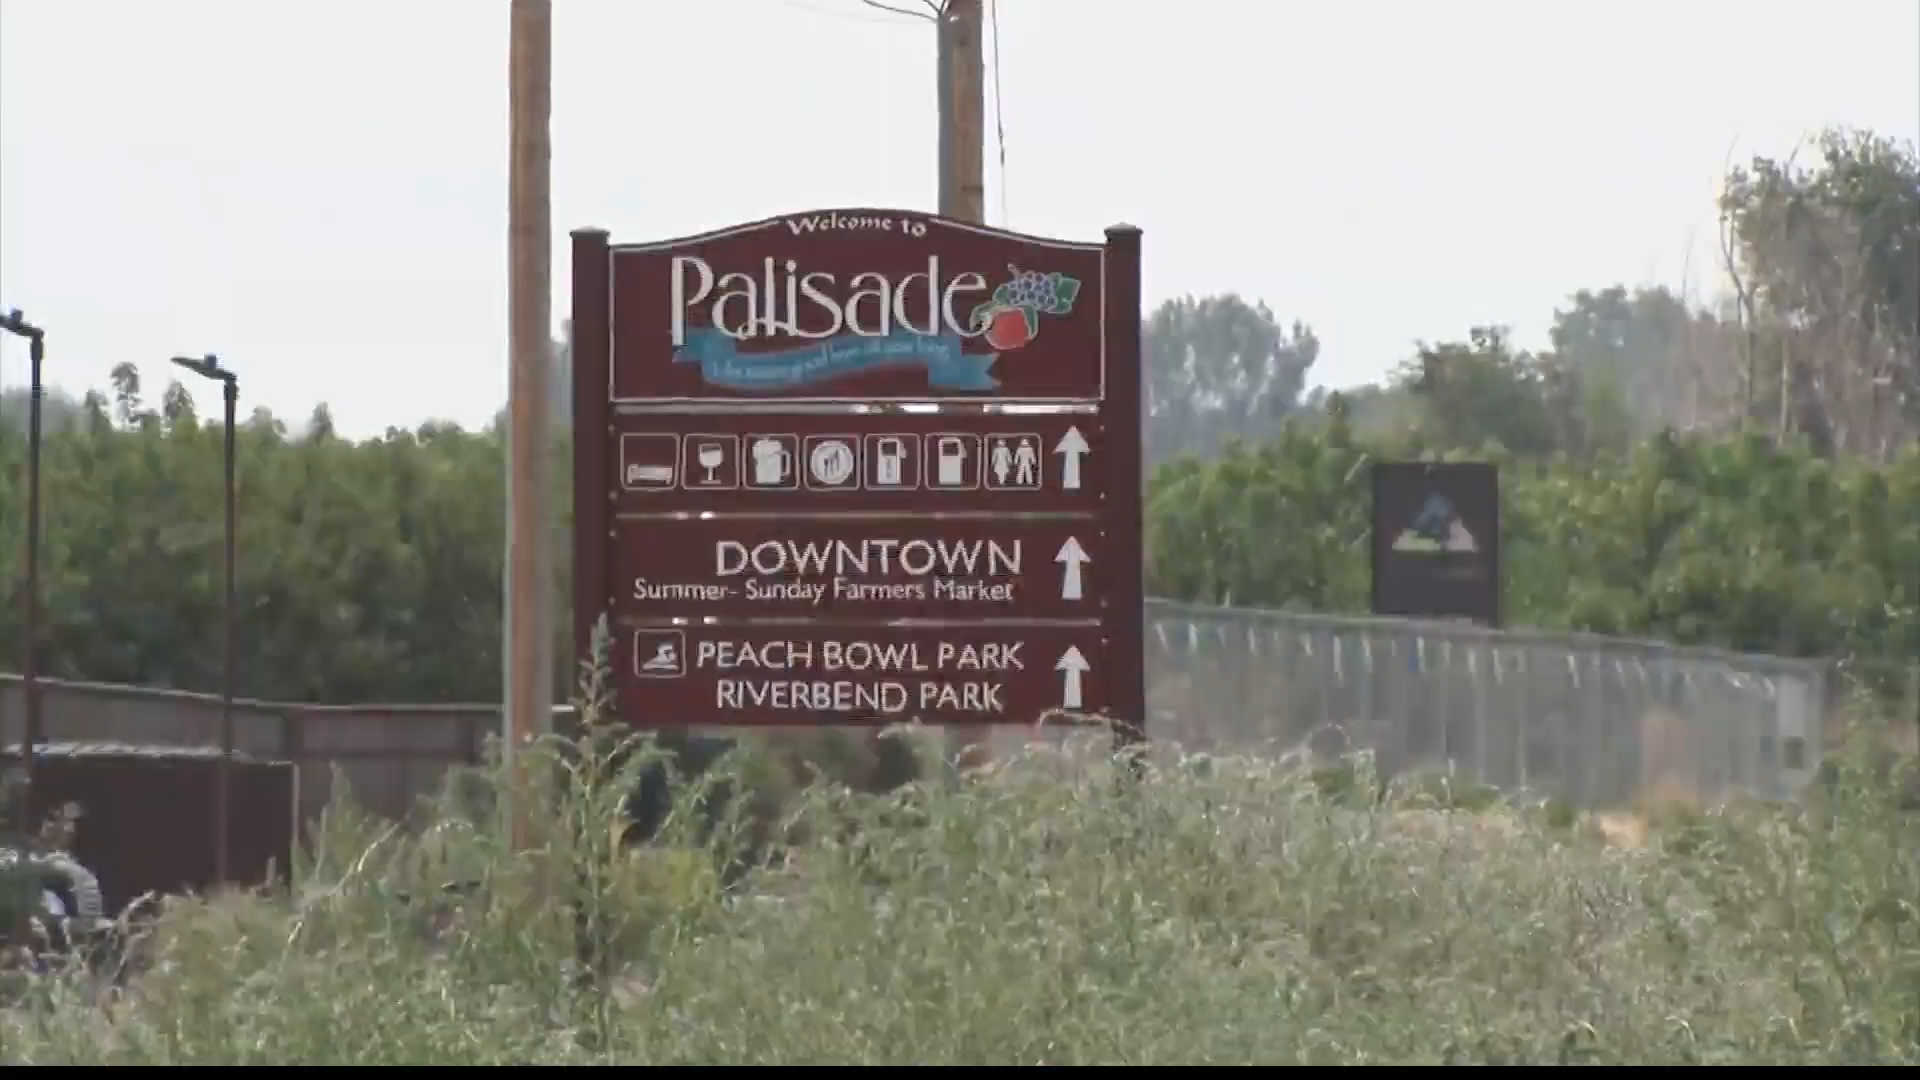 Welcome to
Palisade
DOWNTOWN
Summer- Sunday Farmers Market
PEACH BOWL PARK
RIVERBEND PARK